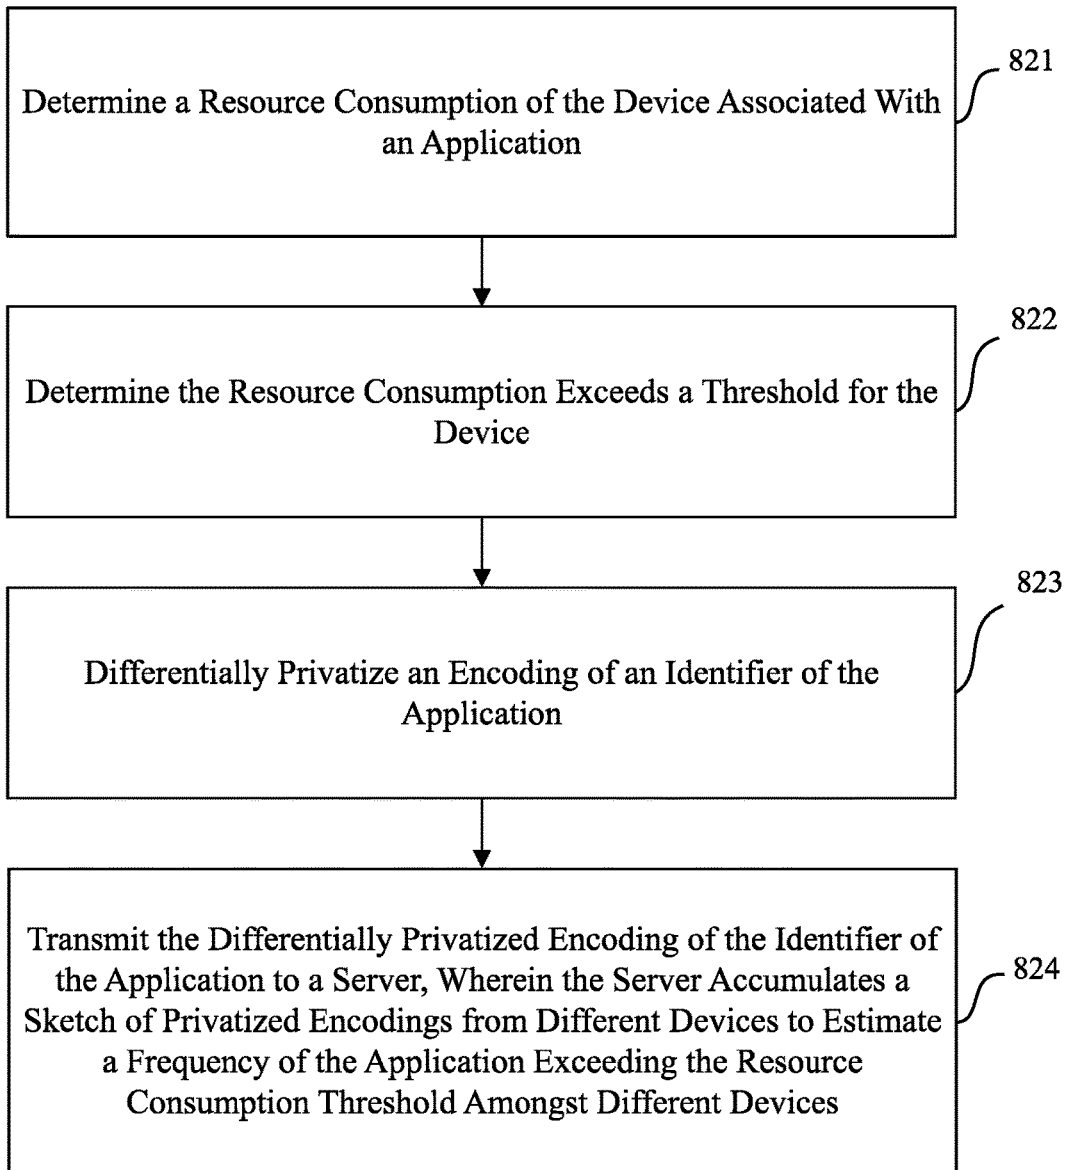 821
Determine a Resource Consumption of the Device Associated With
an Application
822
Determine the Resource Consumption Exceeds a Threshold for the
Device
823
Differentially Privatize an Encoding of an Identifier of the
Application
Transmit the Differentially Privatized Encoding of the Identifier of
the Application to a Server, Wherein the Server Accumulates a
824
Sketch of Privatized Encodings from Different Devices to Estimate
a Frequency of the Application Exceeding the Resource
Consumption Threshold Amongst Different Devices